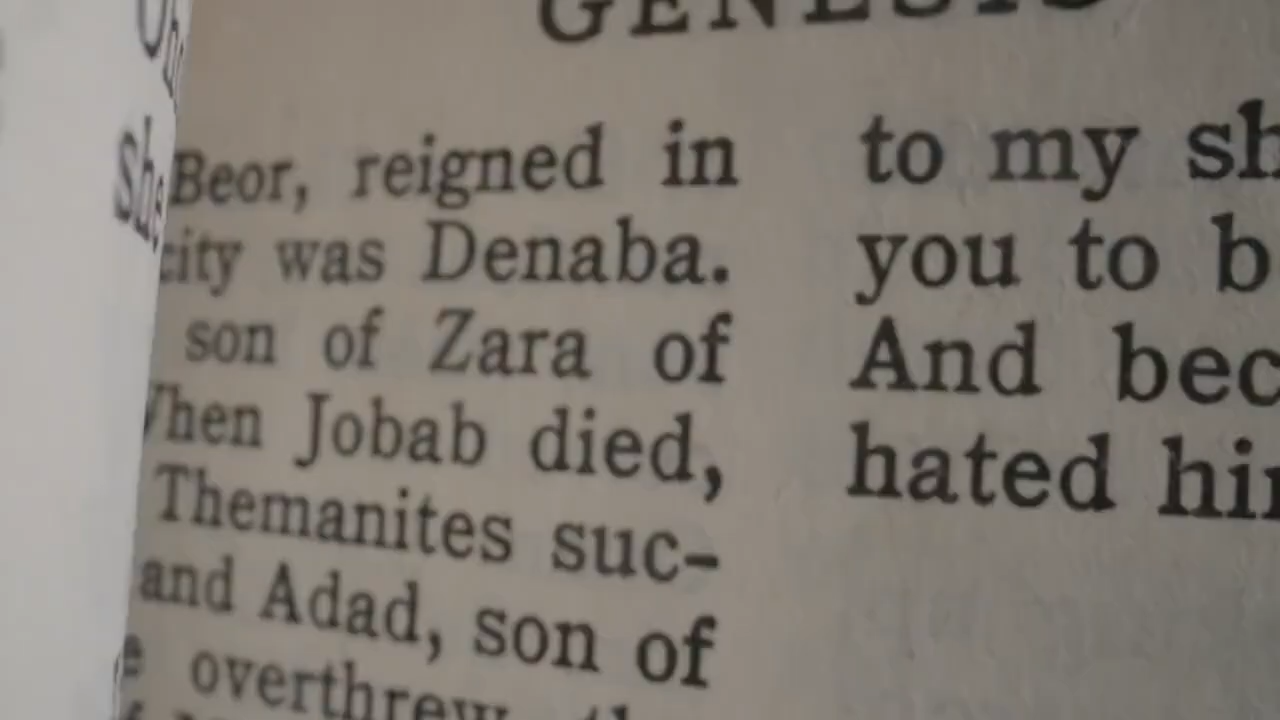 GENESIS
Beor, reigned in
city was Denaba.
son of Zara of
When Jobab died,
Themanites suc-
and Adad, son of
overthrew
to my sh
you to b
And bec
hated hi